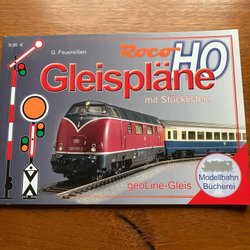 9,95 €
G. Feuereißen
Roco H0
Gleispläne
mit Stücklisten
geoLine-Gleis
Modellbahn
Bücherei